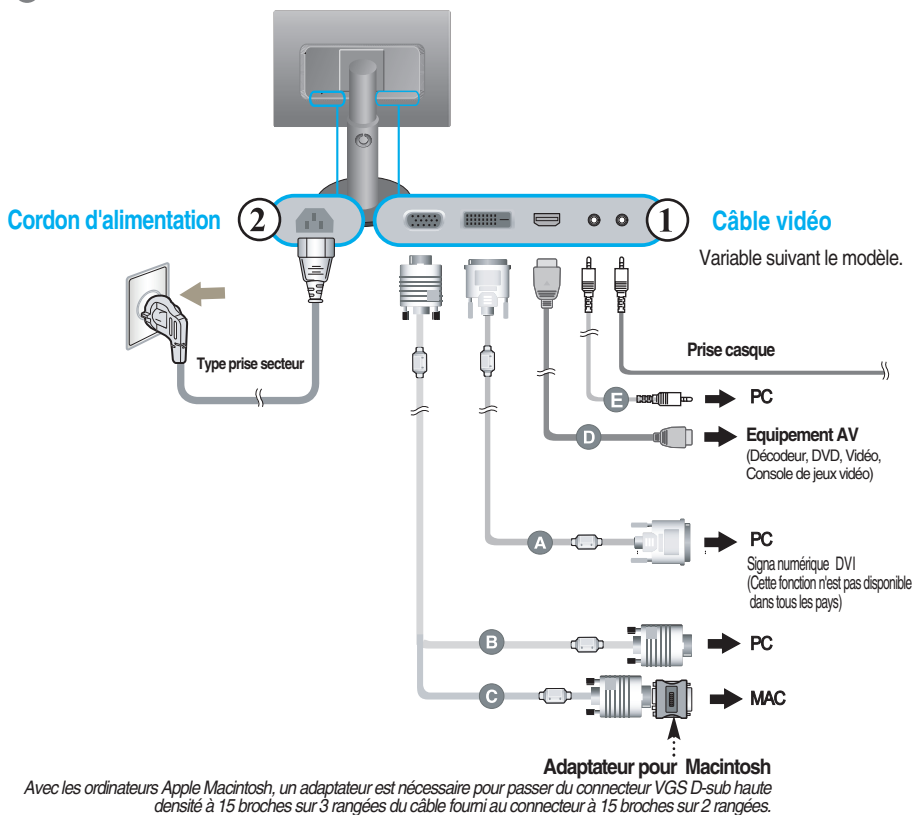 Cordon d'alimentation
2
1
Câble vidéo
Variable suivant le modèle.
Type prise secteur
Prise casque
E
PC
D
Equipement AV
(Décodeur, DVD, Vidéo,
Console de jeux vidéo)
A
PC
Signa numérique DVI
(Cette fonction n'est pas disponible
dans tous les pays)
B
PC
C
MAC
Adaptateur pour Macintosh
Avec les ordinateurs Apple Macintosh, un adaptateur est nécessaire pour passer du connecteur VGS D-sub haute
densité à 15 broches sur 3 rangées du câble fourni au connecteur à 15 broches sur 2 rangées.